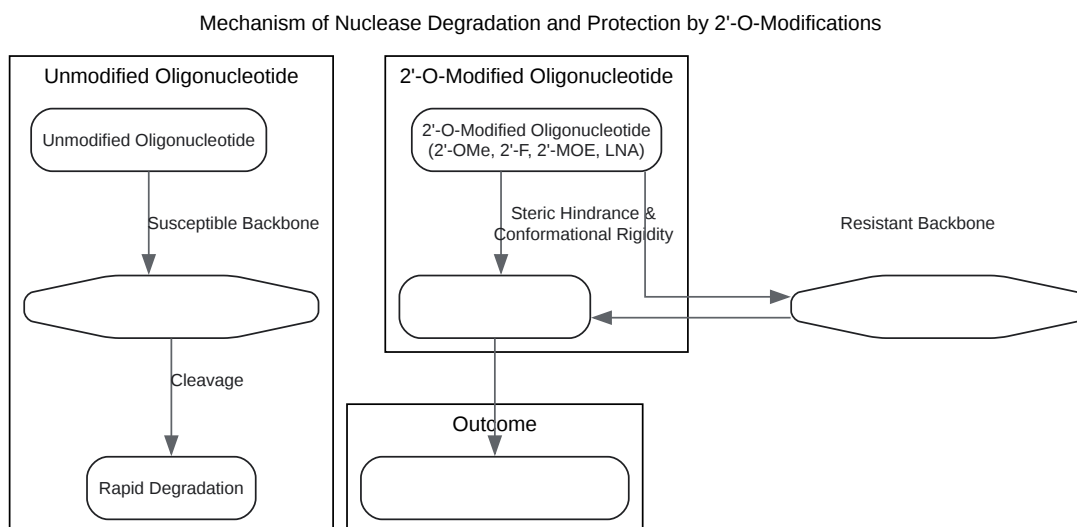 Mechanism of Nuclease Degradation and Protection by 2'-O-Modifications
Unmodified Oligonucleotide
Unmodified Oligonucleotide
Susceptible Backbone
Cleavage
Rapid Degradation
2'-O-Modified Oligonucleotide
2'-O-Modified Oligonucleotide
(2'-OMe, 2'-F, 2'-MOE, LNA)
Steric Hindrance &
Conformational Rigidity
Resistant Backbone
Outcome